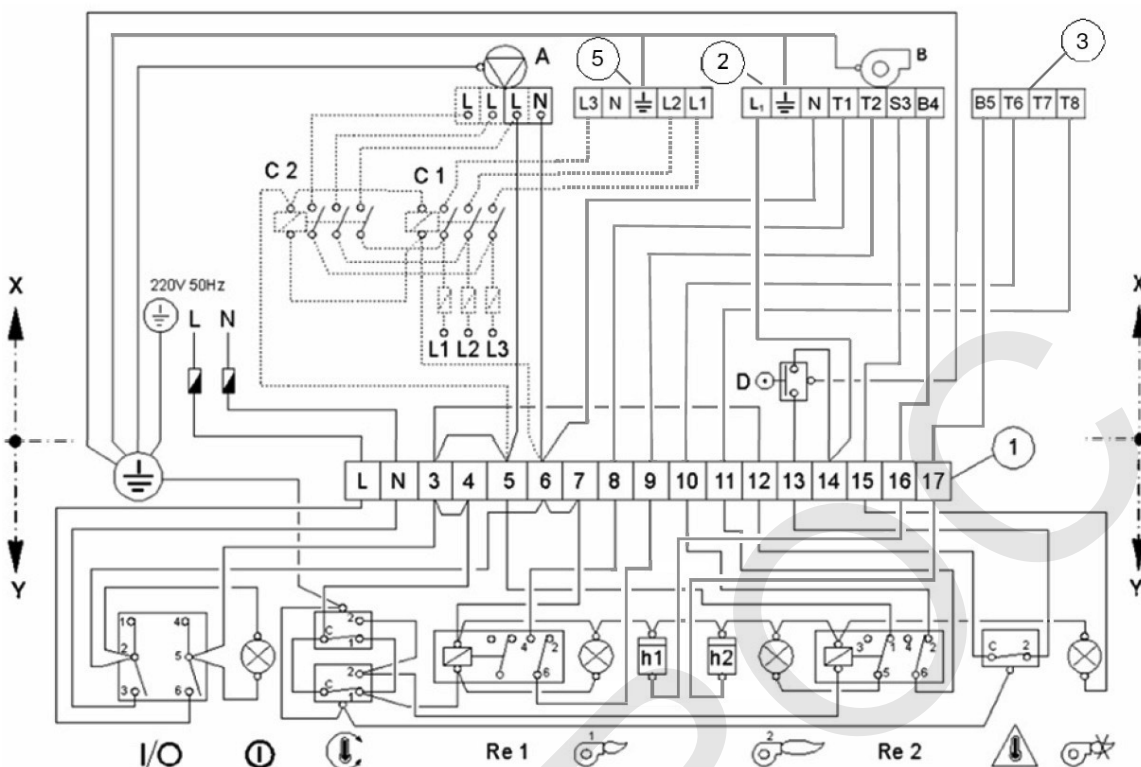 5 2 3
A B
L L L N L3 N L2 L1 L1 N T1 T2 S3 B4 B5 T6 T7 T8
C 2 C 1
X X
220V 50Hz
L N
L1 L2 L3
D
1
L N 3 4 5 6 7 8 9 10 11 12 13 14 15 16 17
Y Y
1 4 2 C 1 4 2 3 1 4 2
2 5 2 C 1 h1 h2 C 2
3 6 6 5 6
I/O Re 1 1 2 Re 2
POC